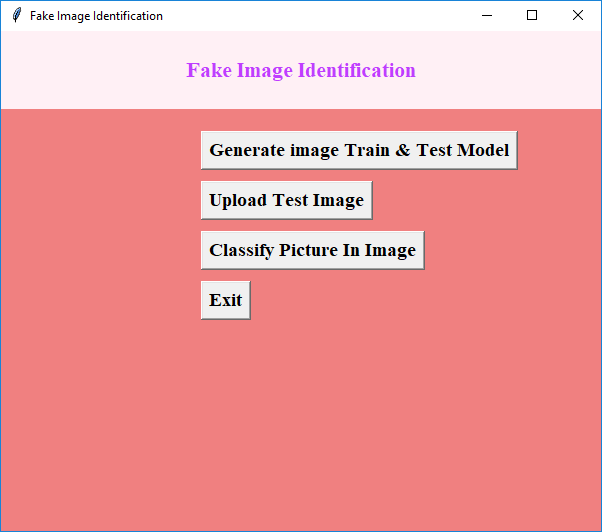 Fake Image Identification
Fake Image Identification
Generate image Train & Test Model
Upload Test Image
Classify Picture In Image
Exit